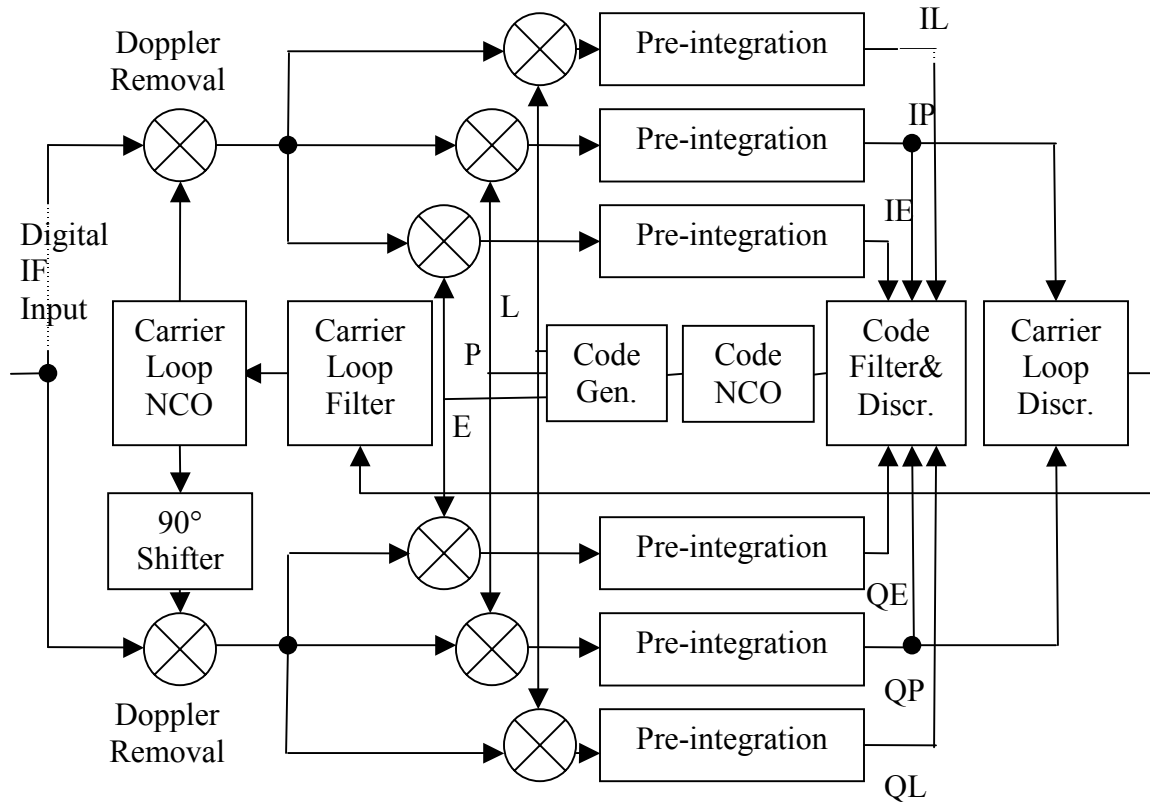 Doppler
Removal
Pre-integration
IL
Pre-integration
IP
Pre-integration
IE
Digital
IF
Input
Carrier
Loop
NCO
Carrier
Loop
Filter
L
P
E
Code
Gen.
Code
NCO
Code
Filter&
Discr.
Carrier
Loop
Discr.
90°
Shifter
Pre-integration
QE
Pre-integration
QP
Doppler
Removal
Pre-integration
QL